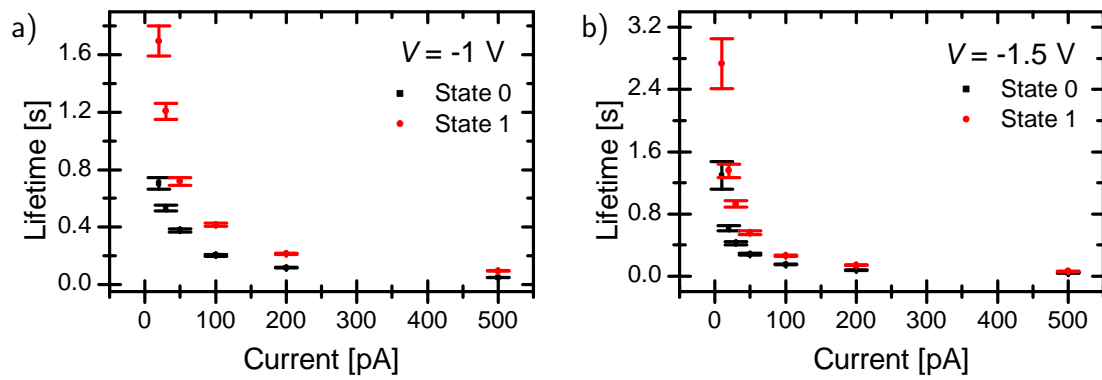 a)
V = -1 V
State 0
State 1
Lifetime [s]
1.6
1.2
0.8
0.4
0.0
0 100 200 300 400 500
Current [pA]
b)
V = -1.5 V
State 0
State 1
Lifetime [s]
3.2
2.4
1.6
0.8
0.0
0 100 200 300 400 500
Current [pA]